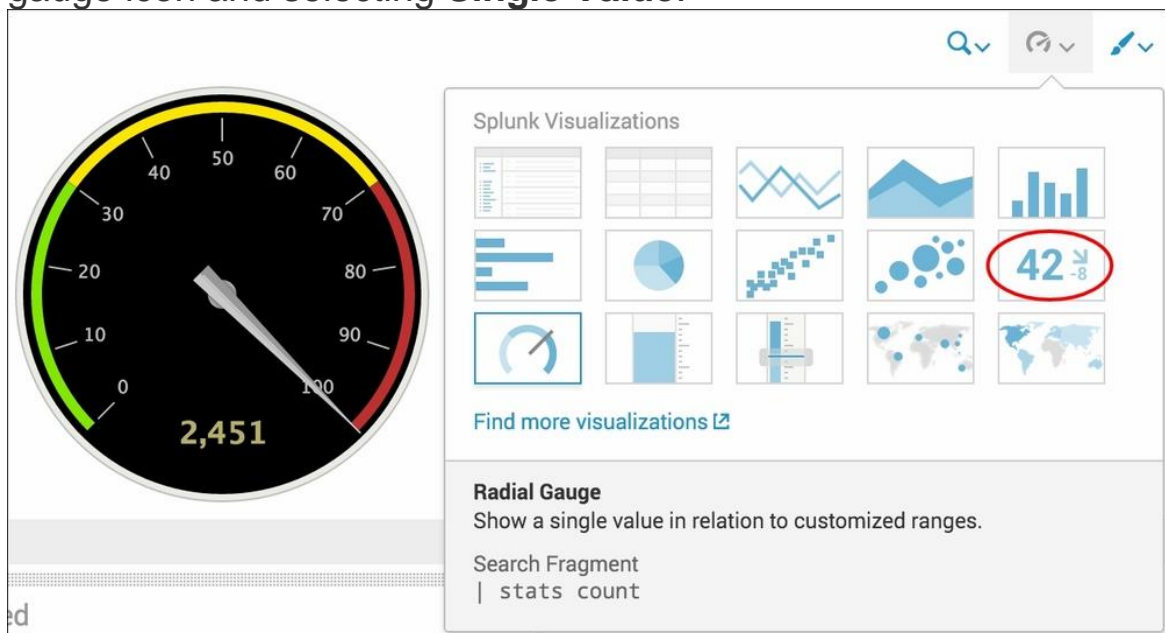 gauge icon and selecting Single Value.
50
40
60
30
70
20
80
10
90
0
100
2,451
Splunk Visualizations
42
-8
Find more visualizations
Radial Gauge
Show a single value in relation to customized ranges.
Search Fragment
| stats count
ed